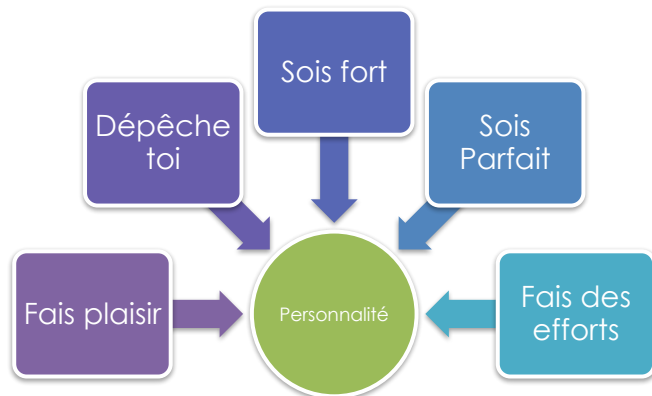 Sois fort
Dépêche
toi
Sois
Parfait
Fais plaisir
Personnalité
Fais des
efforts